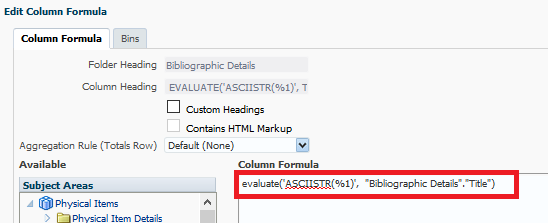 Edit Column Formula
Column Formula
Bins
Folder Heading
Bibliographic Details
Column Heading
EVALUATE('ASCIISTR(%1)', T
Custom Headings
Contains HTML Markup
Aggregation Rule (Totals Row)
Default (None)
Available
Column Formula
Subject Areas
evaluate('ASCIISTR(%1)', "Bibliographic Details"."Title")
Physical Items
Physical Item Details